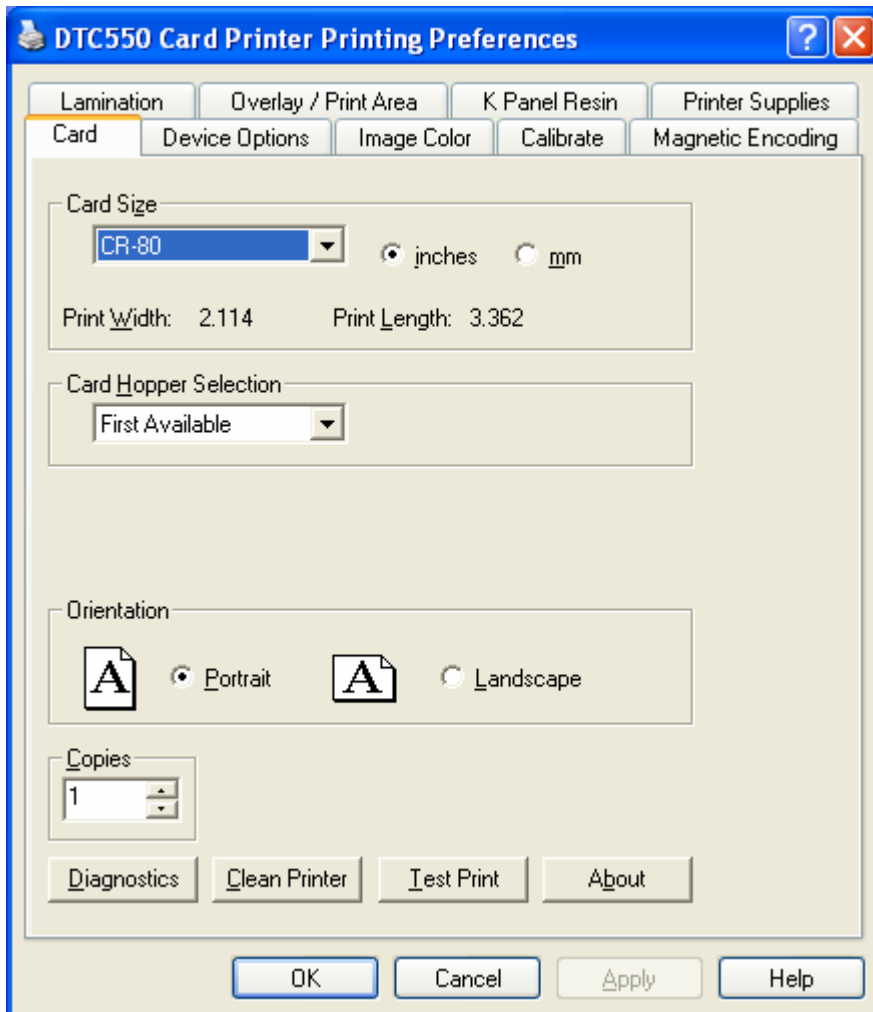 DTC550 Card Printer Printing Preferences
Lamination Overlay / Print Area K Panel Resin Printer Supplies
Card Device Options Image Color Calibrate Magnetic Encoding
Card Size
CR-80 inches mm
Print Width: 2.114 Print Length: 3.362
Card Hopper Selection
First Available
Orientation
A Portrait A Landscape
Copies
1
Diagnostics Clean Printer Test Print About
OK Cancel Apply Help